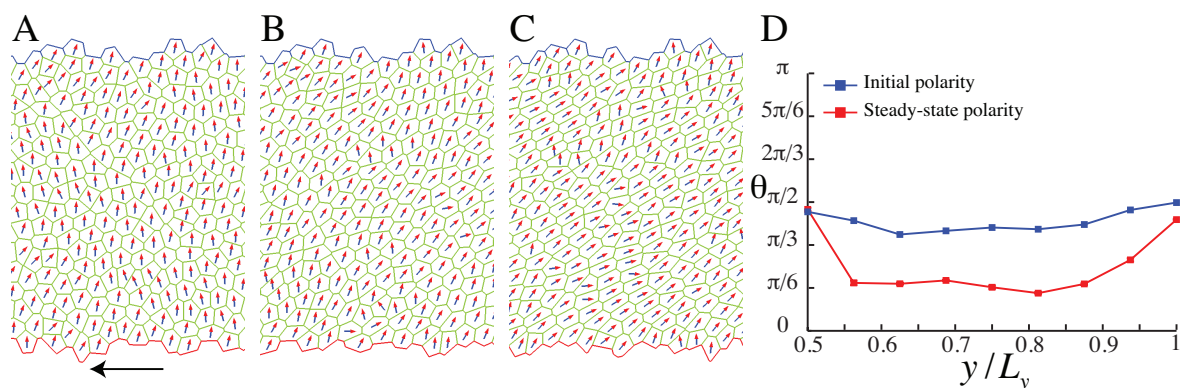 A B C D
π
5π/6
2π/3
θ π/2
π/3
π/6
0
Initial polarity
Steady-state polarity
0.5 0.6 0.7 0.8 0.9 1
y/L_y